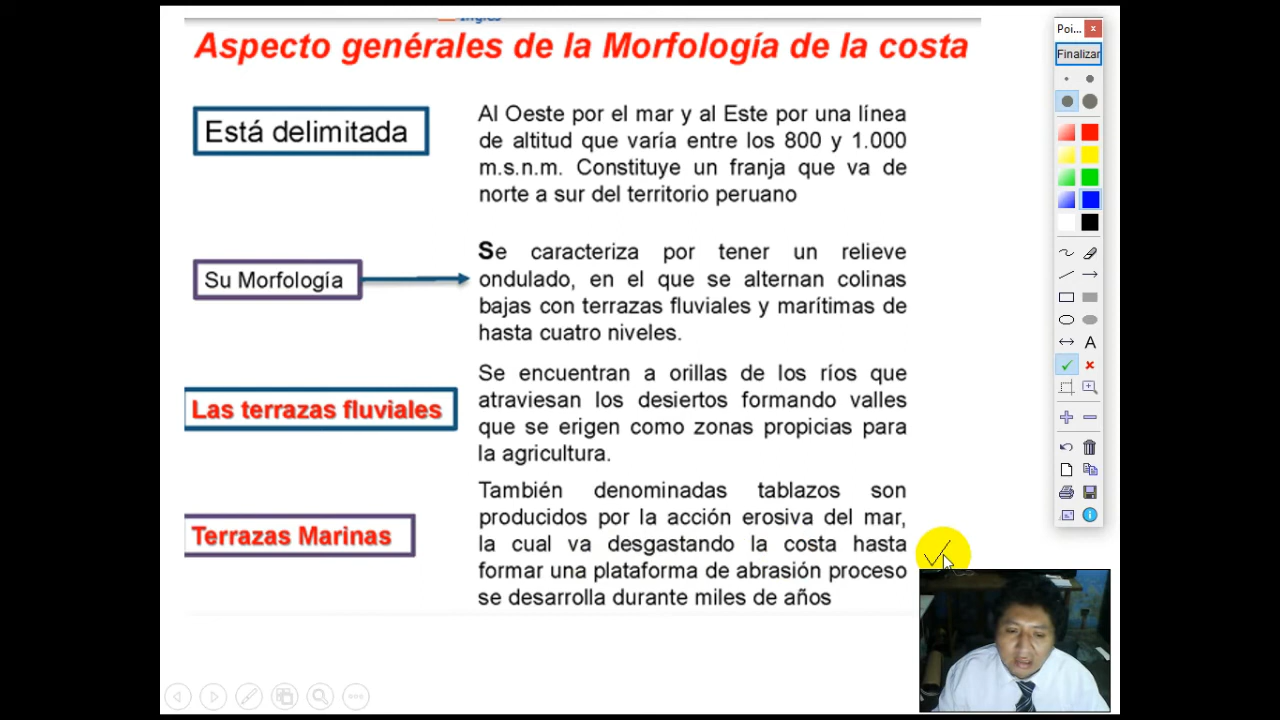 Inglés
Aspecto genérales de la Morfología de la costa
Está delimitada
Al Oeste por el mar y al Este por una línea
de altitud que varía entre los 800 y 1.000
m.s.n.m. Constituye un franja que va de
norte a sur del territorio peruano
Su Morfología
Se caracteriza por tener un relieve
ondulado, en el que se alternan colinas
bajas con terrazas fluviales y marítimas de
hasta cuatro niveles.
Las terrazas fluviales
Se encuentran a orillas de los ríos que
atraviesan los desiertos formando valles
que se erigen como zonas propicias para
la agricultura.
Terrazas Marinas
También denominadas tablazos son
producidos por la acción erosiva del mar,
la cual va desgastando la costa hasta
formar una plataforma de abrasión proceso
se desarrolla durante miles de años
Poi...
Finalizar
A